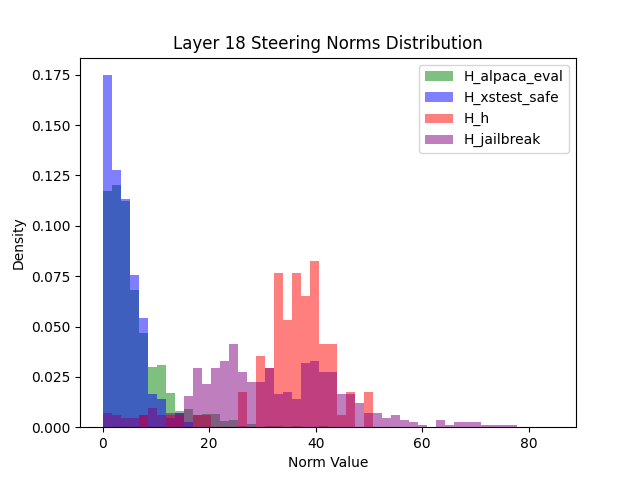 Layer 18 Steering Norms Distribution
H_alpaca_eval
H_xstest_safe
H_h
H_jailbreak
0.175
0.150
0.125
0.100
0.075
0.050
0.025
0.000
Density
0 20 40 60 80
Norm Value